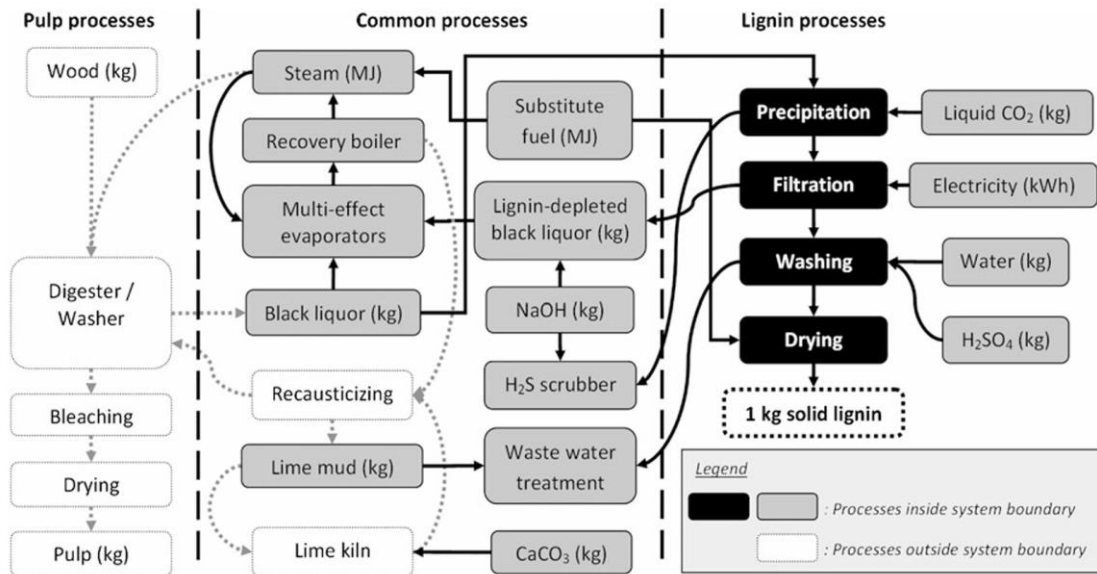 Pulp processes
Wood (kg)
Digester /
Washer
Bleaching
Drying
Pulp (kg)
Common processes
Steam (MJ)
Recovery boiler
Multi-effect
evaporators
Black liquor (kg)
Recausticizing
Lime mud (kg)
Lime kiln
Substitute
fuel (MJ)
Lignin-depleted
black liquor (kg)
NaOH (kg)
H₂S scrubber
Waste water
treatment
CaCO₃ (kg)
Lignin processes
Precipitation
Filtration
Washing
Drying
1 kg solid lignin
Liquid CO₂ (kg)
Electricity (kWh)
Water (kg)
H₂SO₄ (kg)
Legend
: Processes inside system boundary
: Processes outside system boundary